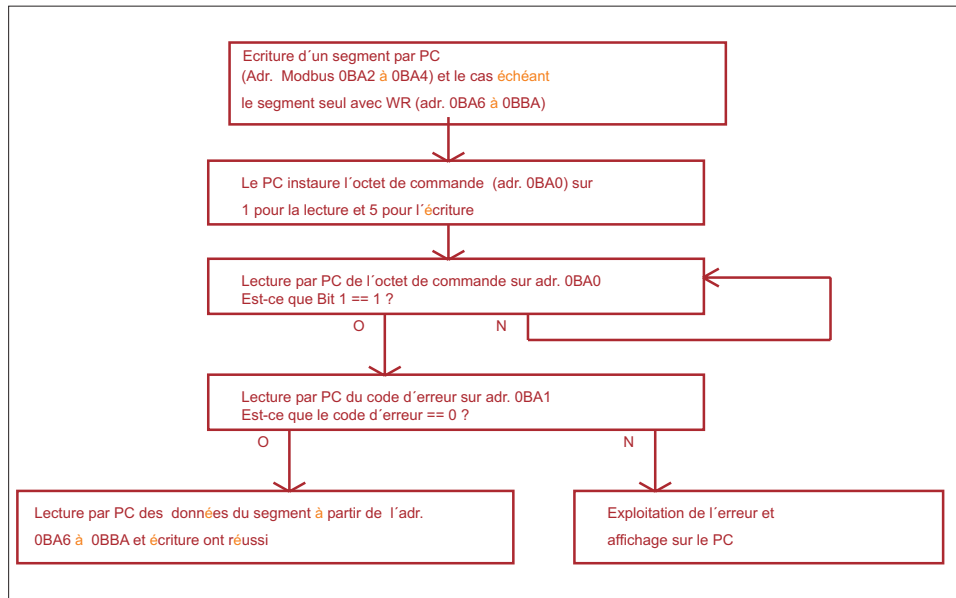 Ecriture d´un segment par PC
(Adr. Modbus 0BA2 à 0BA4) et le cas échéant
le segment seul avec WR (adr. 0BA6 à 0BBA)
Le PC instaure l´octet de commande (adr. 0BA0) sur
1 pour la lecture et 5 pour l´écriture
Lecture par PC de l´octet de commande sur adr. 0BA0
Est-ce que Bit 1 == 1 ?
O
N
Lecture par PC du code d´erreur sur adr. 0BA1
Est-ce que le code d´erreur == 0 ?
O
N
Lecture par PC des données du segment à partir de l´adr.
0BA6 à 0BBA et écriture ont réussi
Exploitation de l´erreur et
affichage sur le PC